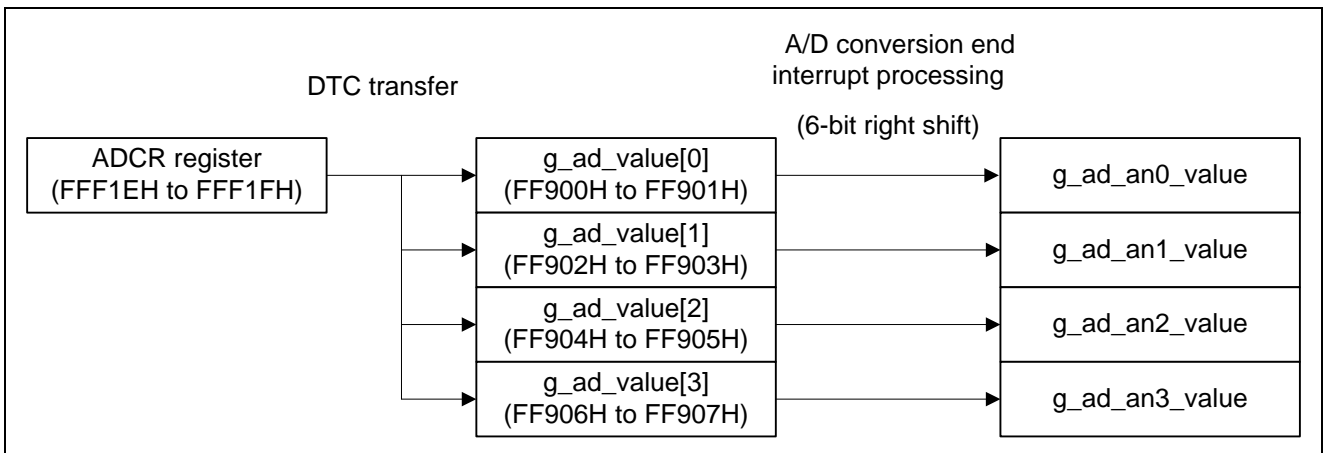 A/D conversion end
interrupt processing
DTC transfer
(6-bit right shift)
ADCR register
(FFF1EH to FFF1FH)
g_ad_value[0]
(FF900H to FF901H)
g_ad_an0_value
g_ad_value[1]
(FF902H to FF903H)
g_ad_an1_value
g_ad_value[2]
(FF904H to FF905H)
g_ad_an2_value
g_ad_value[3]
(FF906H to FF907H)
g_ad_an3_value